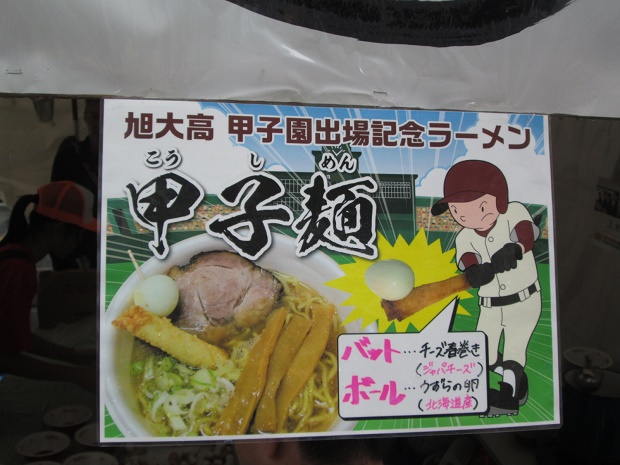 旭大高 甲子園出場記念ラーメン
こう し めん
甲子麺
バット…チーズ春巻き
(ジャパチーズ)
ボール…うずらの卵
(北海道産)